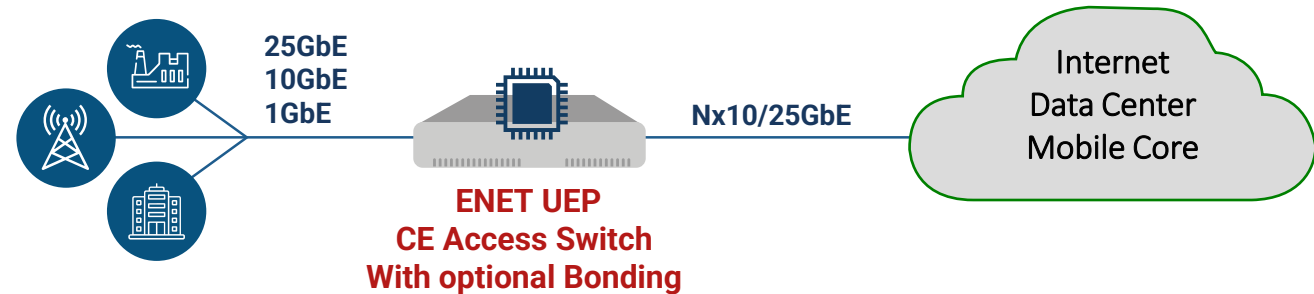 25GbE
10GbE
1GbE
ENET UEP
CE Access Switch
With optional Bonding
Nx10/25GbE
Internet
Data Center
Mobile Core